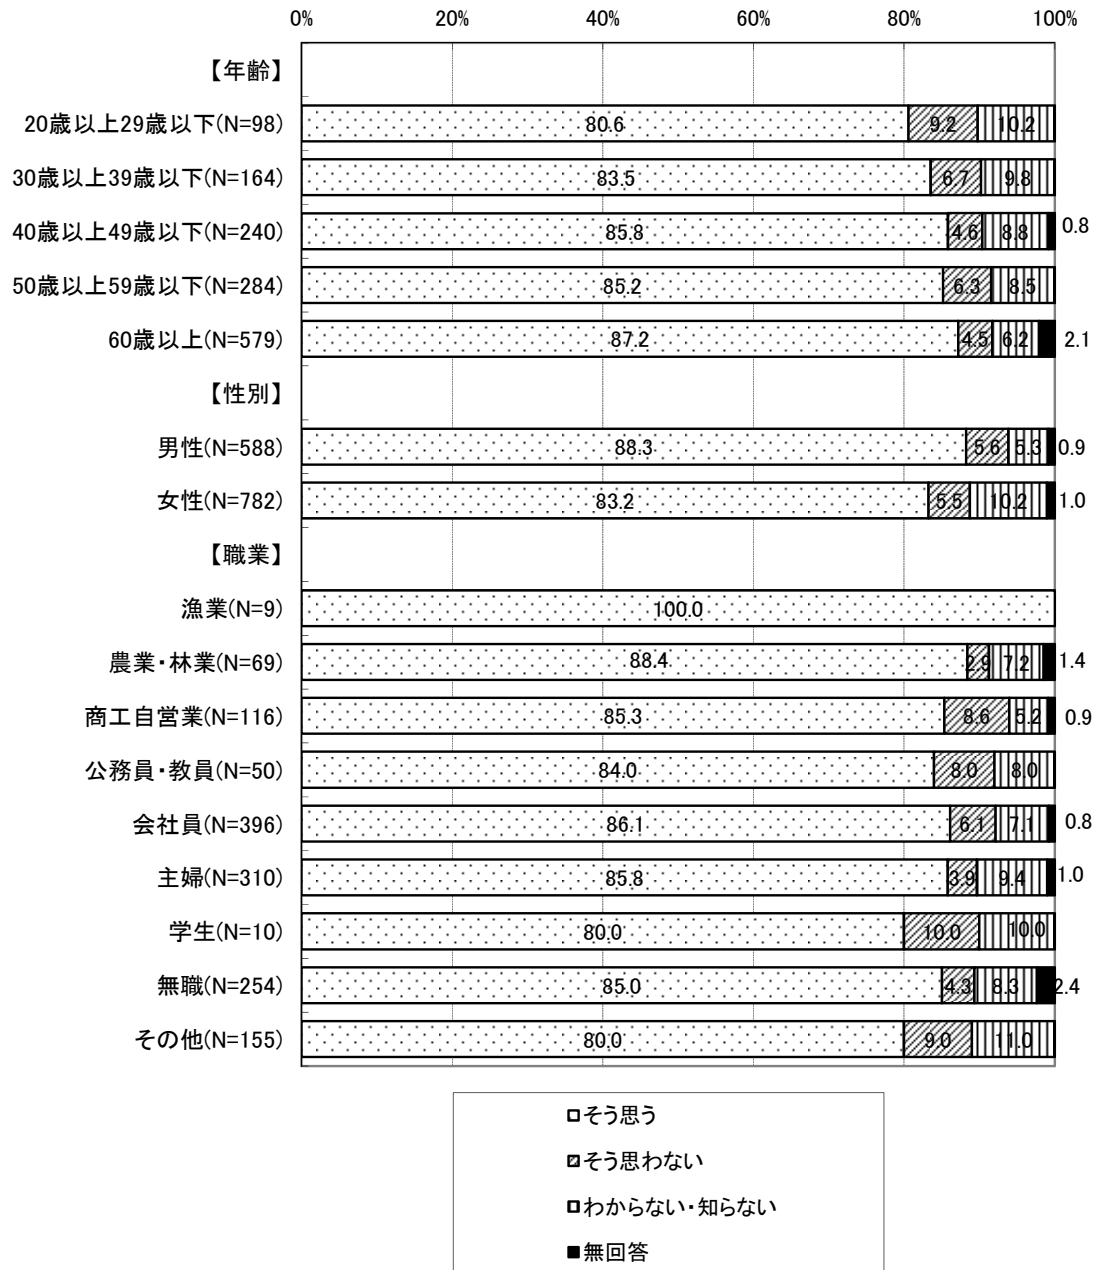 0% 20% 40% 60% 80% 100%
【年齢】
20歳以上29歳以下(N=98) 80.6 9.2 10.2
30歳以上39歳以下(N=164) 83.5 6.7 9.8
40歳以上49歳以下(N=240) 85.8 4.6 8.8 0.8
50歳以上59歳以下(N=284) 85.2 6.3 8.5
60歳以上(N=579) 87.2 4.5 6.2 2.1
【性別】
男性(N=588) 88.3 5.6 5.3 0.9
女性(N=782) 83.2 5.5 10.2 1.0
【職業】
漁業(N=9) 100.0
農業・林業(N=69) 88.4 2.9 7.2 1.4
商工自営業(N=116) 85.3 8.6 5.2 0.9
公務員・教員(N=50) 84.0 8.0 8.0
会社員(N=396) 86.1 6.1 7.1 0.8
主婦(N=310) 85.8 3.9 9.4 1.0
学生(N=10) 80.0 10.0 10.0
無職(N=254) 85.0 4.3 8.3 2.4
その他(N=155) 80.0 9.0 11.0
そう思う
そう思わない
わからない・知らない
無回答